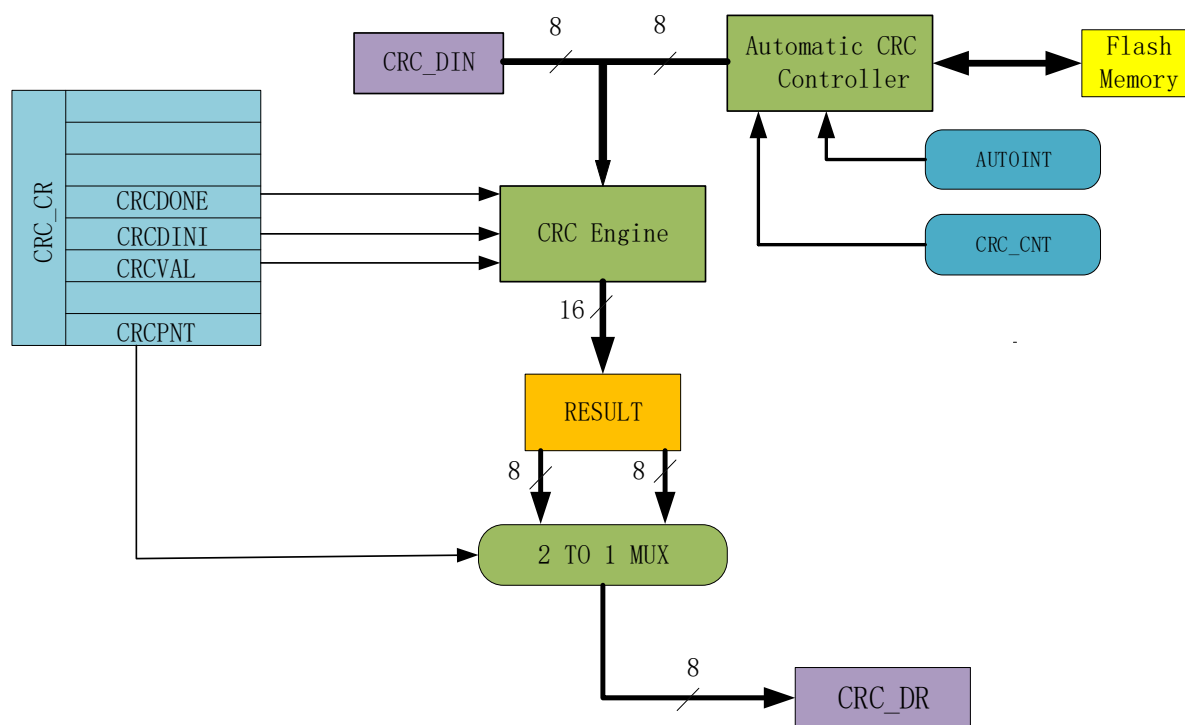 8
8
CRC_DIN
Automatic CRC
Controller
Flash
Memory
AUTOINT
CRC_CR
CRCDONE
CRCDINI
CRCVAL
CRCPNT
CRC Engine
CRC_CNT
16
RESULT
8
8
2 TO 1 MUX
8
CRC_DR